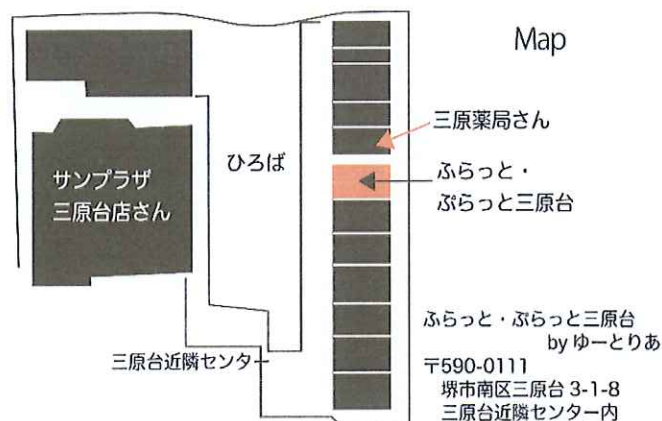 Map
三原薬局さん
ひろば
ふらっと・
ぷらっと三原台
サンプラザ
三原台店さん
三原台近隣センター
ふらっと・ぷらっと三原台
by ゆーとりあ
〒590-0111
堺市南区三原台 3-1-8
三原台近隣センター内